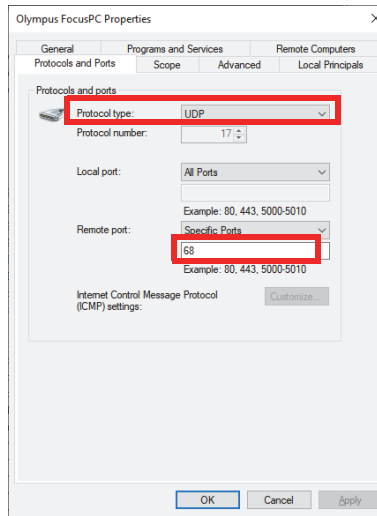 Olympus FocusPC Properties
General Programs and Services Remote Computers
Protocols and Ports Scope Advanced Local Principals
Protocols and ports
Protocol type: UDP
Protocol number: 17
Local port: All Ports
Example: 80, 443, 5000-5010
Remote port: Specific Ports
68
Example: 80, 443, 5000-5010
Internet Control Message Protocol
(ICMP) settings:
Customize...
OK Cancel Apply